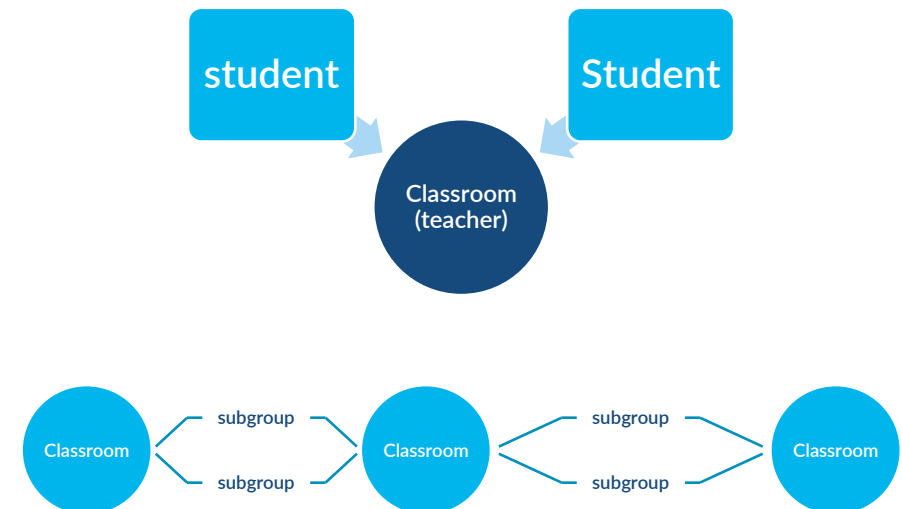 student
Student
Classroom
(teacher)
subgroup
subgroup
Classroom
Classroom
Classroom
subgroup
subgroup